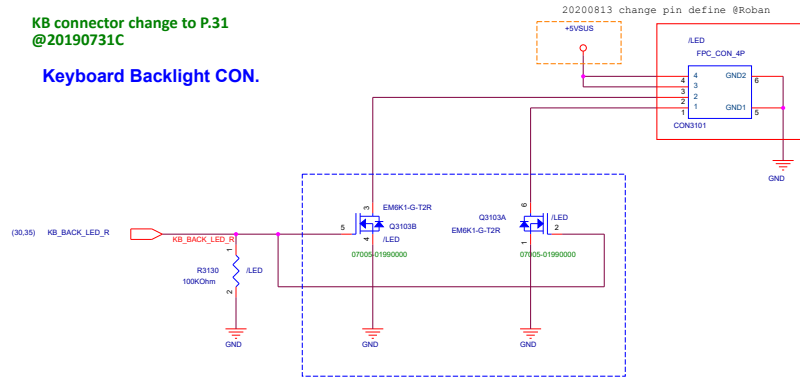 20200813 change pin define @Roban
KB connector change to P.31
@20190731C
+5VSUS
/LED
FPC_CON_4P
Keyboard Backlight CON.
4 4 GND2 6
3 3
2 2
1 1 GND1 5
CON3101
GND
3 EM6K1-G-T2R
6
Q3103A /LED
5 Q3103B
EM6K1-G-T2R 2
(30,35) KB_BACK_LED_R
KB_BACK_LED_R
4 /LED
1
07005-01990000
07005-01990000
1
R3130 /LED
100KOhm
2
GND
GND
GND